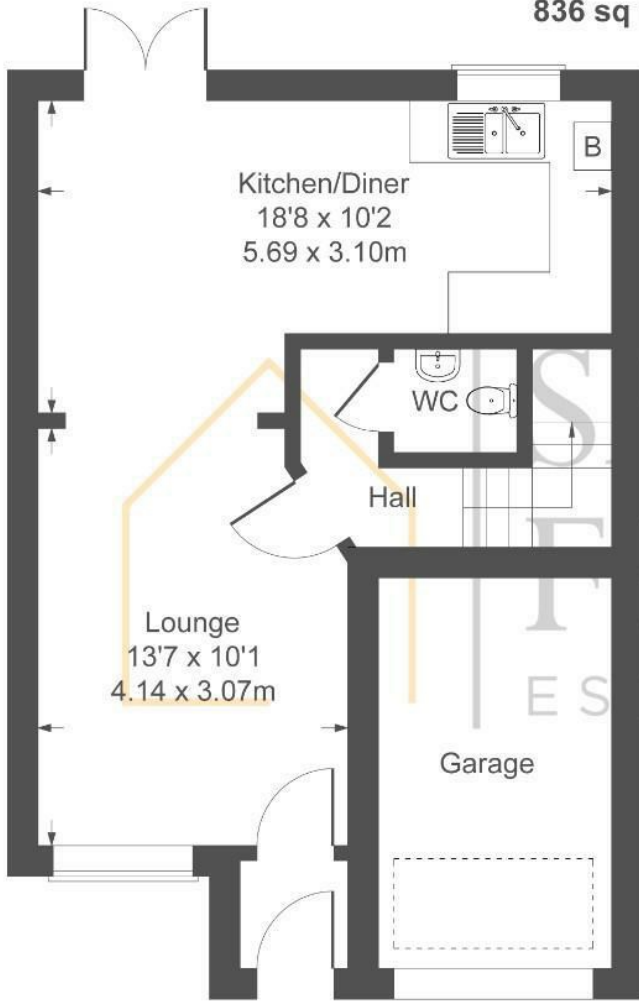 836 sq
Kitchen/Diner
18'8 x 10'2
5.69 x 3.10m
B
WC
Hall
Lounge
13'7 x 10'1
4.14 x 3.07m
Garage
S
F
E S